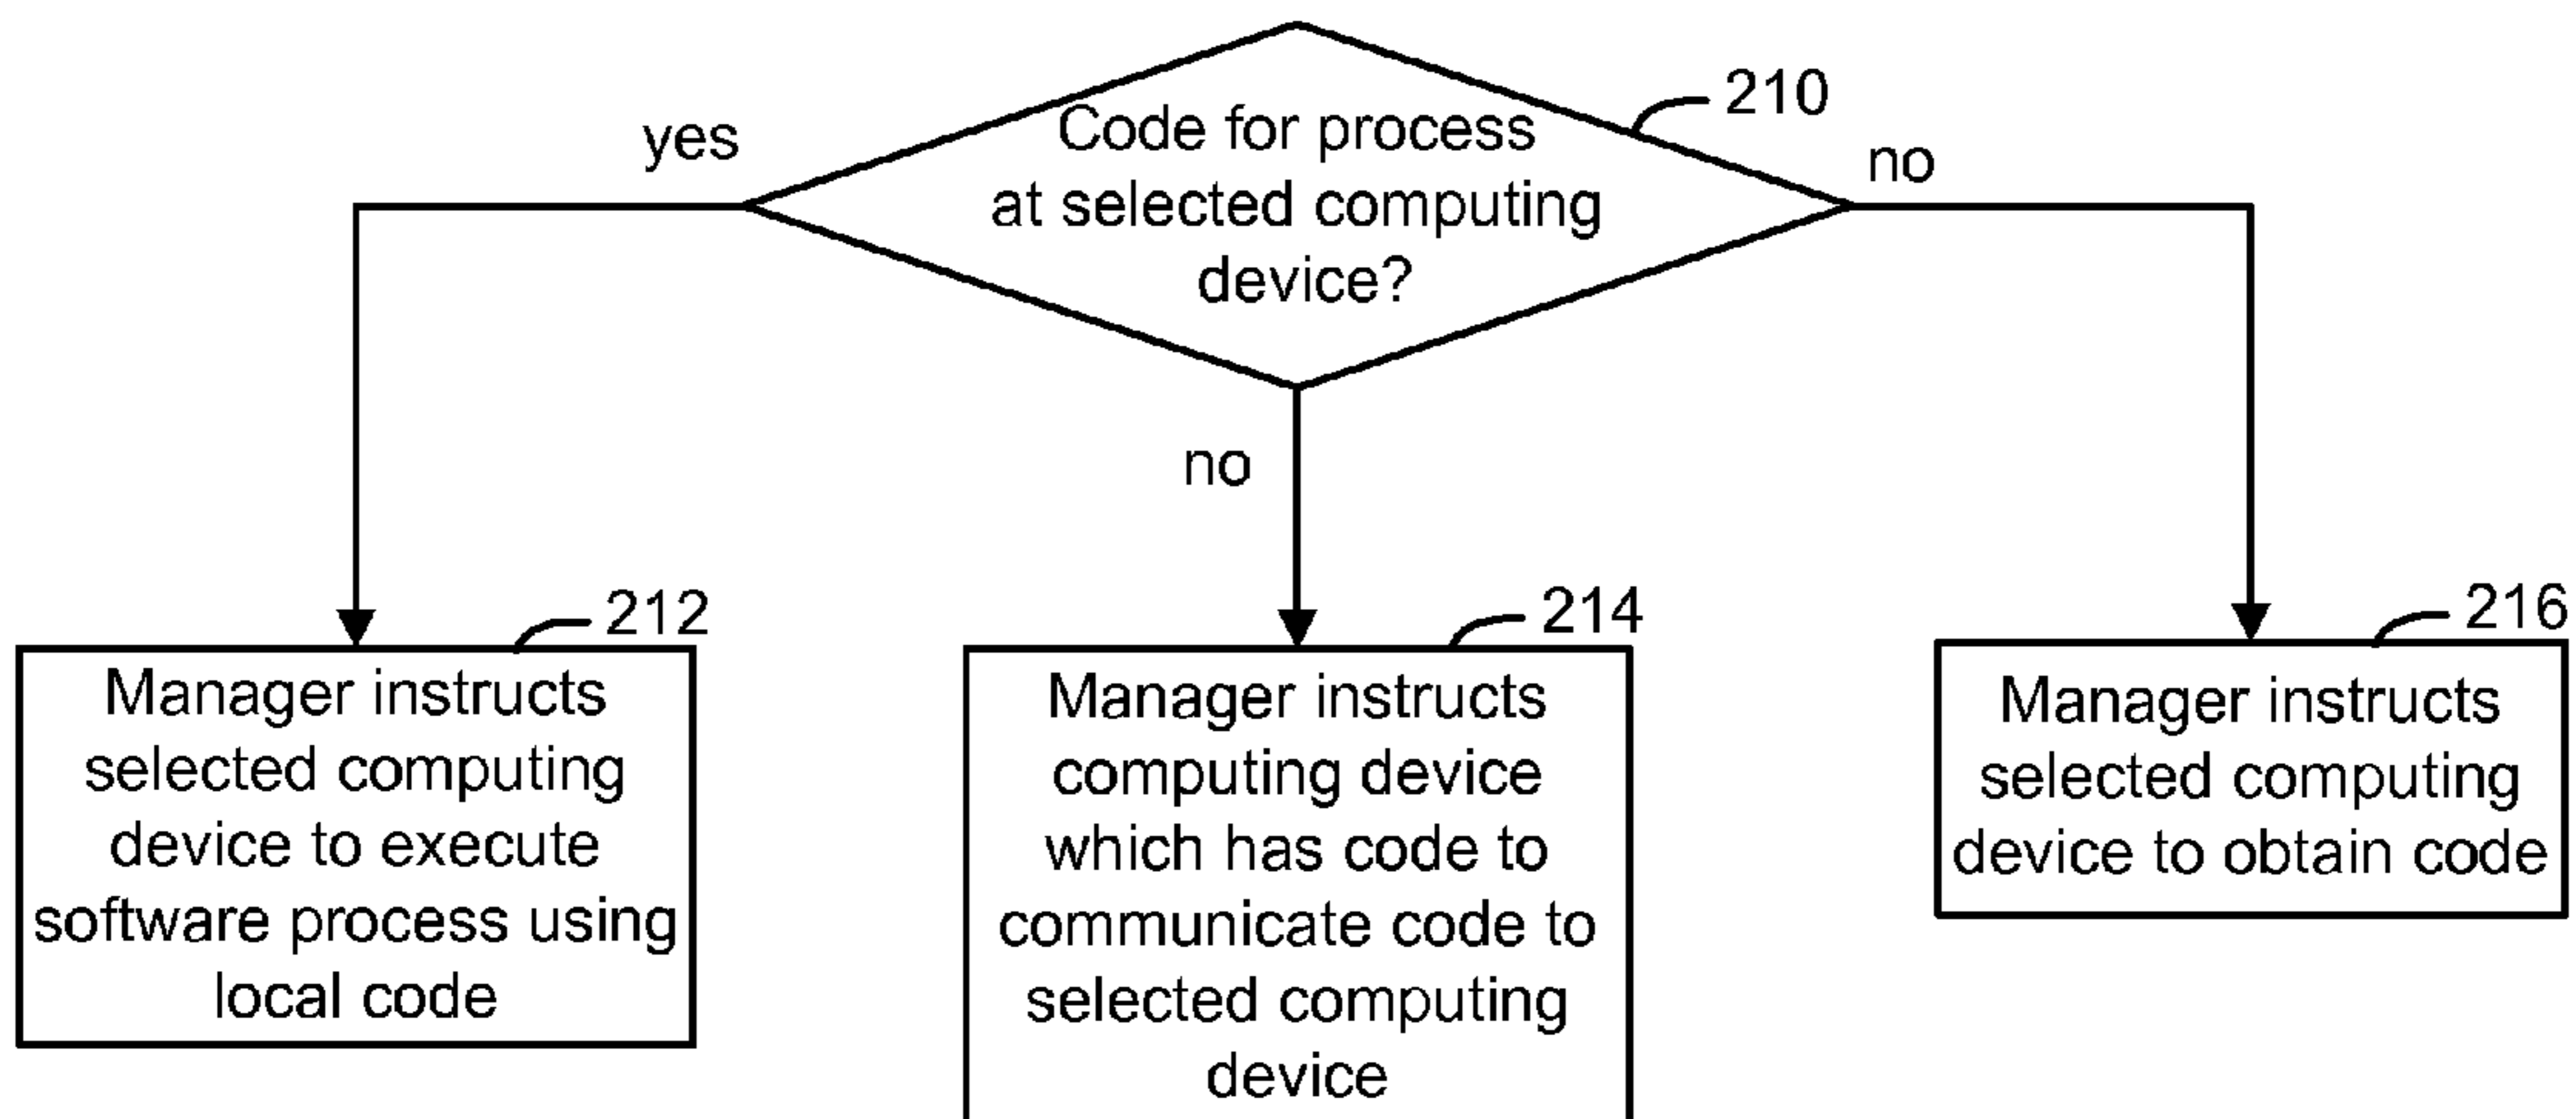 210
Code for process
at selected computing
device?
yes
no
no
212
Manager instructs
selected computing
device to execute
software process using
local code
214
Manager instructs
computing device
which has code to
communicate code to
selected computing
device
216
Manager instructs
selected computing
device to obtain code